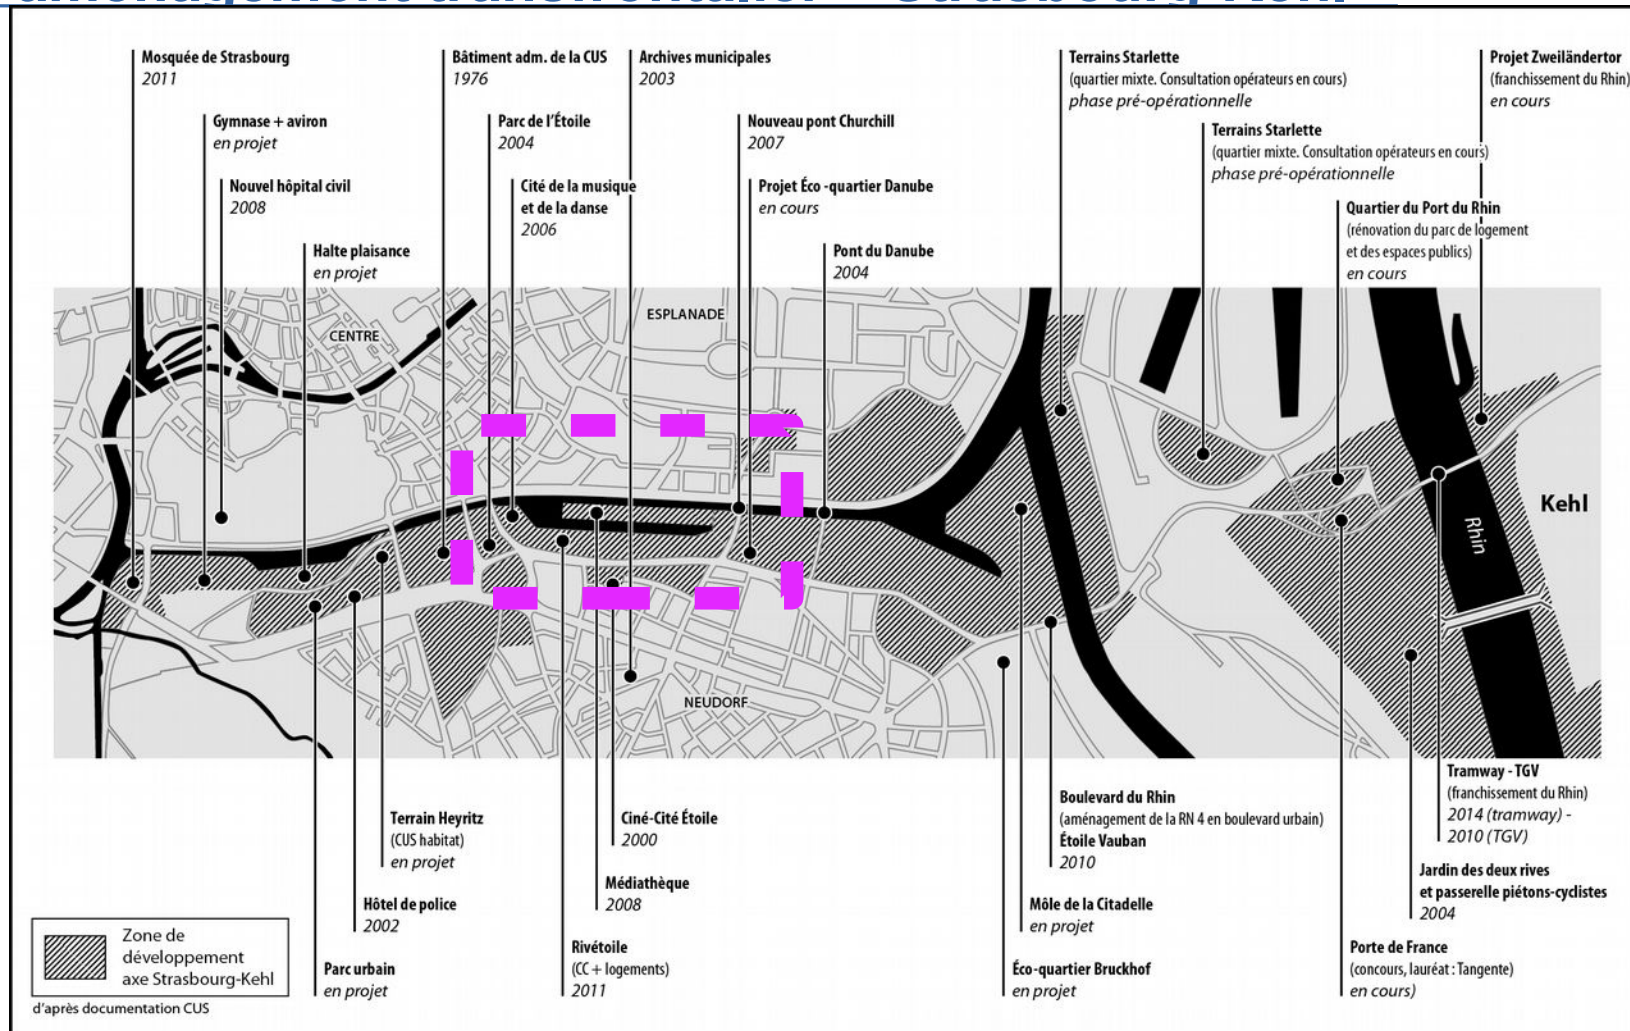 aménagement transfrontalier Strasbourg-Kehl
Mosquée de Strasbourg
2011
Gymnase + aviron
en projet
Nouvel hôpital civil
2008
Halte plaisance
en projet
Bâtiment adm. de la CUS
1976
Parc de l'Étoile
2004
Cité de la musique
et de la danse
2006
Archives municipales
2003
Nouveau pont Churchill
2007
Projet Éco -quartier Danube
en cours
Pont du Danube
2004
Terrains Starlette
(quartier mixte. Consultation opérateurs en cours)
phase pré-opérationnelle
Terrains Starlette
(quartier mixte. Consultation opérateurs en cours)
phase pré-opérationnelle
Quartier du Port du Rhin
(rénovation du parc de logement
et des espaces publics)
en cours
Projet Zweiländertor
(franchissement du Rhin)
en cours
CENTRE
ESPLANADE
NEUDORF
Rhin
Kehl
Terrain Heyritz
(CUS habitat)
en projet
Hôtel de police
2002
Parc urbain
en projet
Ciné-Cité Étoile
2000
Médiathèque
2008
Rivétoile
(CC + logements)
2011
Boulevard du Rhin
(aménagement de la RN 4 en boulevard urbain)
Étoile Vauban
2010
Môle de la Citadelle
en projet
Éco-quartier Bruckhof
en projet
Tramway - TGV
(franchissement du Rhin)
2014 (tramway) -
2010 (TGV)
Jardin des deux rives
et passerelle piétons-cyclistes
2004
Porte de France
(concours, lauréat : Tangente)
en cours)
Zone de
développement
axe Strasbourg-Kehl
d'après documentation CUS